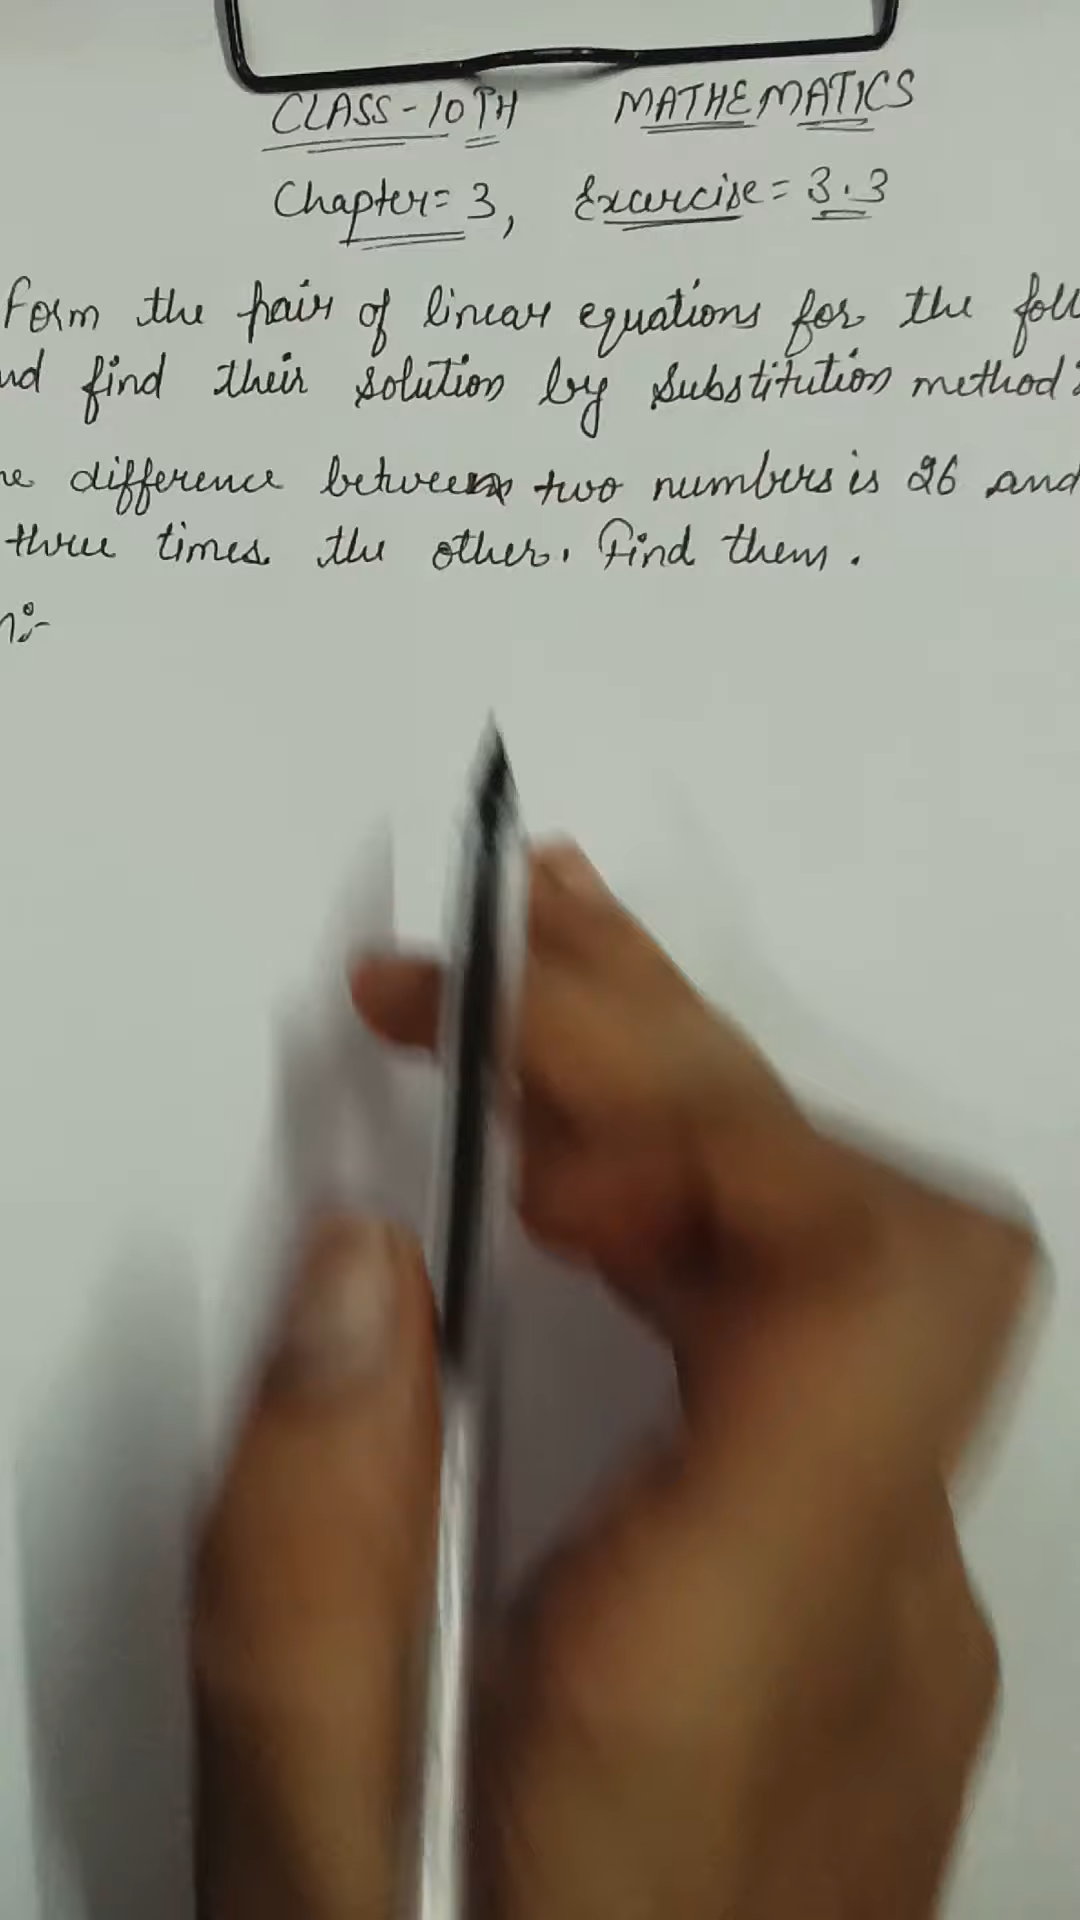 CLASS-10TH MATHEMATICS
Chapter= 3, Excercise= 3.3
Form the pair of linear equations for the
find their solution by substitution method
difference between two numbers is 26 and
three times the other. Find them.